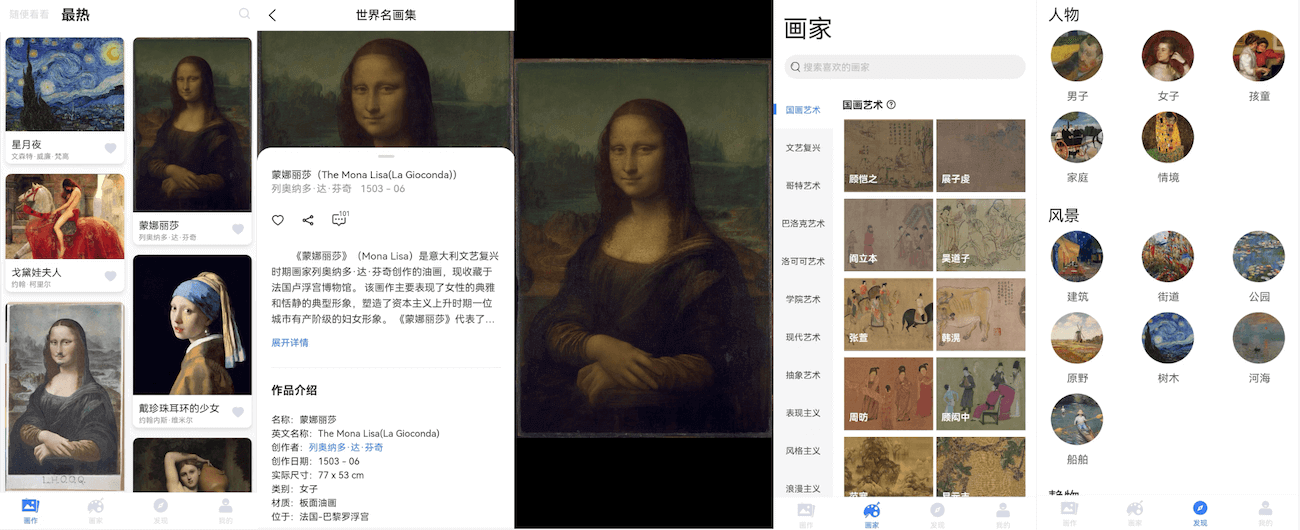 随便看看
最热
星月夜
文森特·威廉·梵高
戈黛娃夫人
约翰·柯里尔
L.H.O.O.Q.
蒙娜丽莎
列奥纳多·达·芬奇
戴珍珠耳环的少女
约翰内斯·维米尔
画作
画家
发现
我的
世界名画集
蒙娜丽莎（The Mona Lisa(La Gioconda)）
列奥纳多·达·芬奇 1503 - 06
101
《蒙娜丽莎》（Mona Lisa）是意大利文艺复兴
时期画家列奥纳多·达·芬奇创作的油画，现收藏于
法国卢浮宫博物馆。 该画作主要表现了女性的典雅
和恬静的典型形象，塑造了资本主义上升时期一位
城市有产阶级的妇女形象。 《蒙娜丽莎》代表了...
展开详情
作品介绍
名称：蒙娜丽莎
英文名称：The Mona Lisa(La Gioconda)
创作者：列奥纳多·达·芬奇
创作日期：1503 - 06
实际尺寸：77 x 53 cm
类别：女子
材质：板面油画
位于：法国-巴黎罗浮宫
画家
搜素喜欢的画家
国画艺术
文艺复兴
哥特艺术
巴洛克艺术
洛可可艺术
学院艺术
现代艺术
抽象艺术
表现主义
风格主义
浪漫主义
国画艺术
顾恺之
展子虔
阎立本
吴道子
张萱
韩滉
周昉
顾闳中
画作
画家
发现
我的
人物
男子
女子
孩童
家庭
情境
风景
建筑
街道
公园
原野
树木
河海
船舶
静物
画作
画家
发现
我的